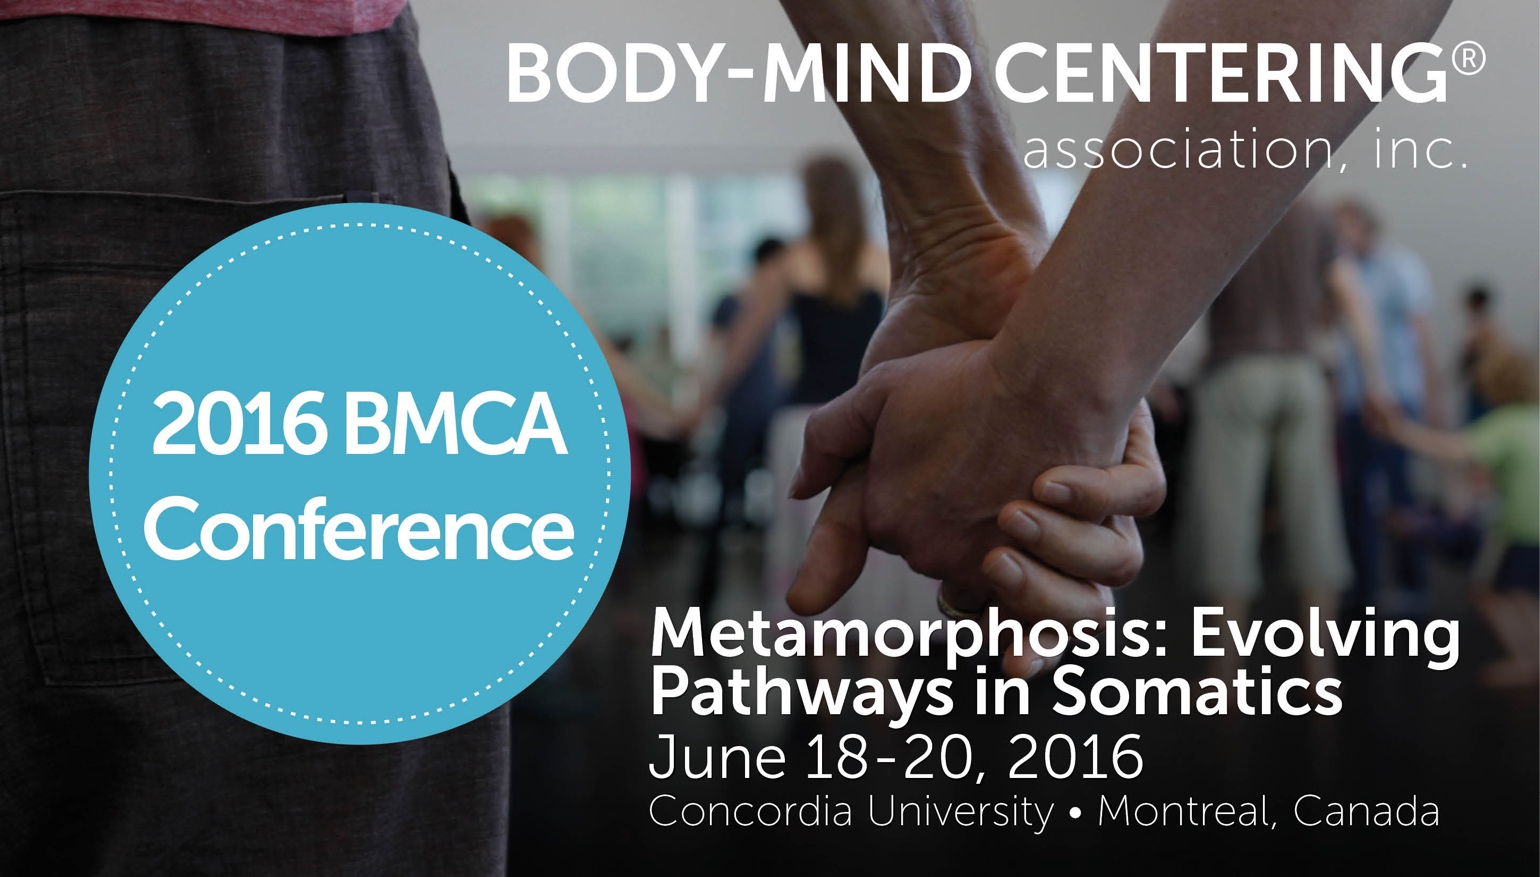 BODY-MIND CENTERING®
association, inc.
2016 BMCA
Conference
Metamorphosis: Evolving
Pathways in Somatics
June 18-20, 2016
Concordia University • Montreal, Canada